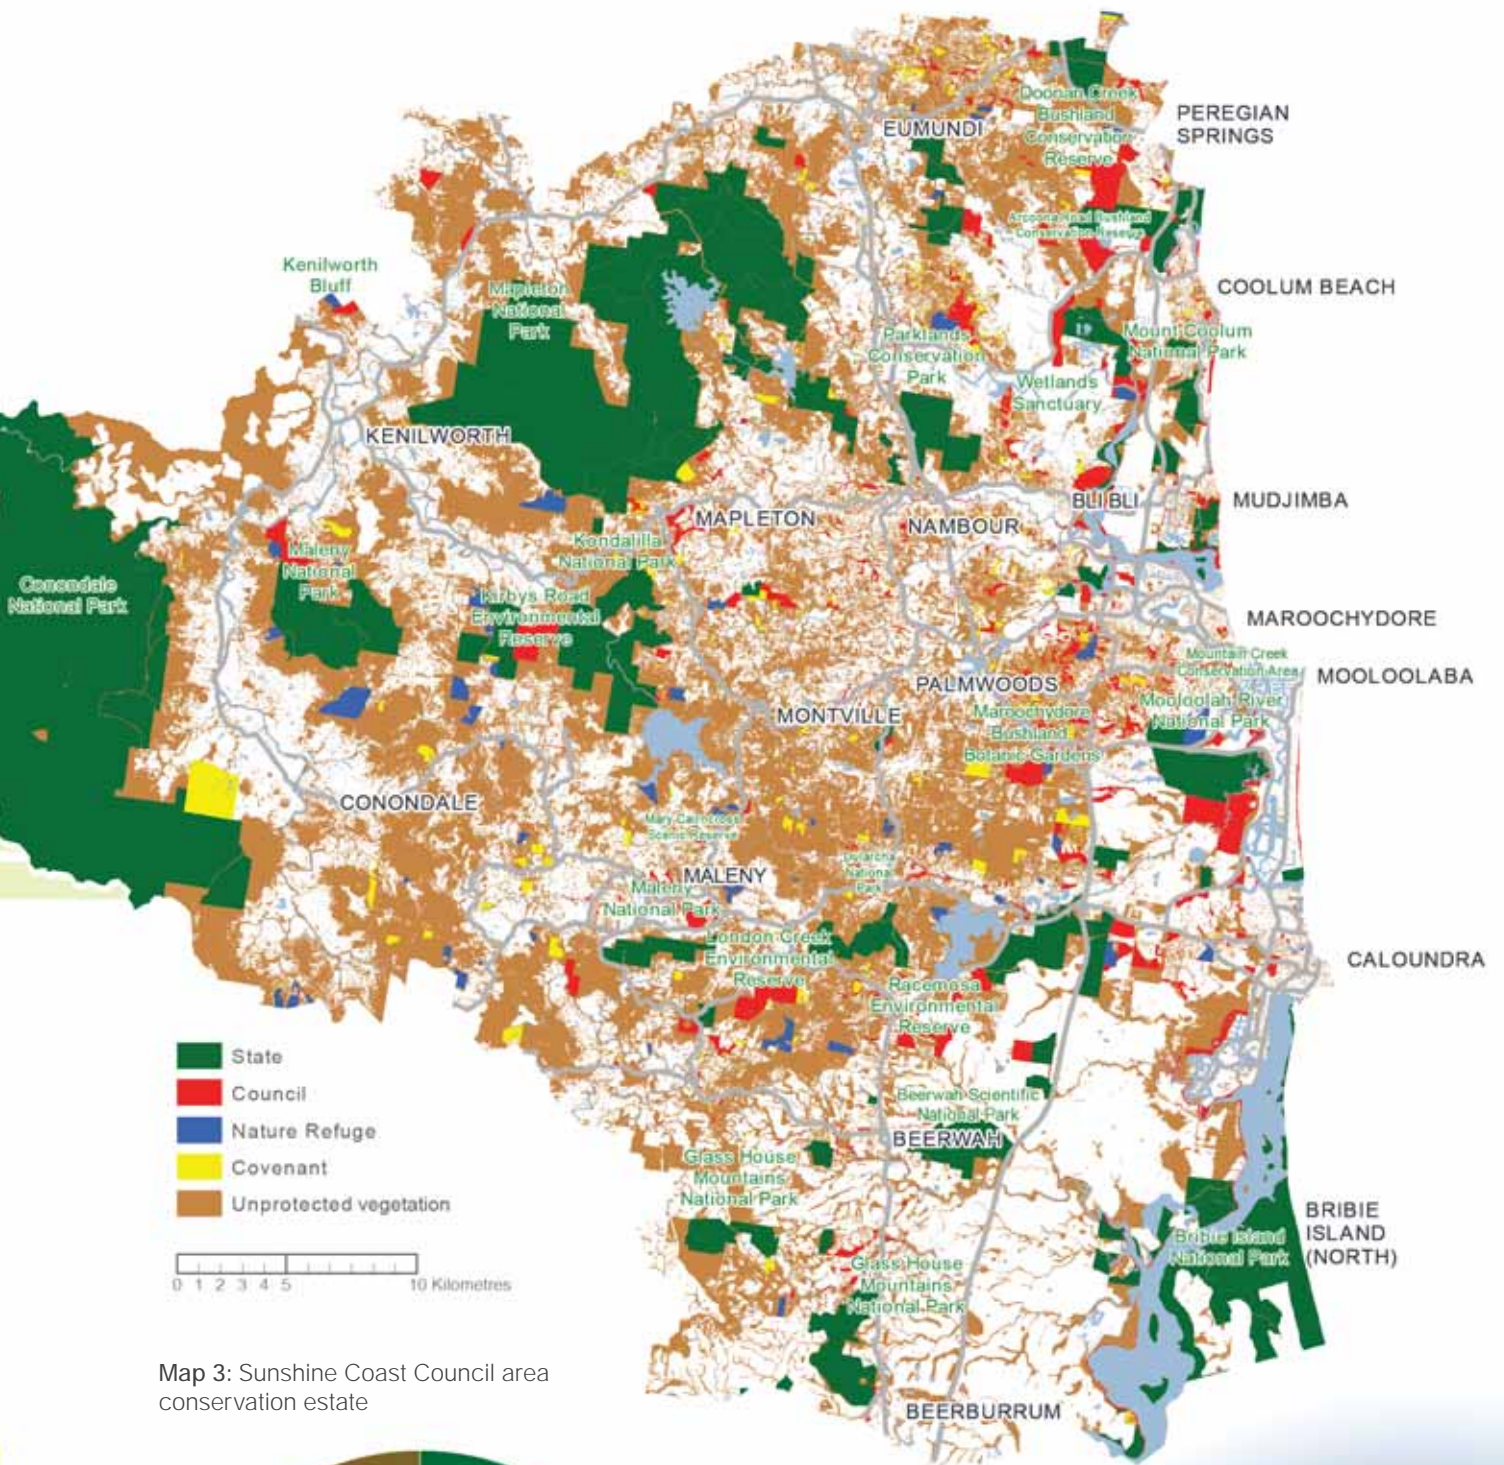 EUMUNDI
Doonan Creek
Bushland
Conservation
Reserve
PEREGIAN
SPRINGS
Arcoona Road Bushland
Conservation Reserve
Kenilworth
Bluff
Mapleton
National
Park
COOLUM BEACH
Parklands
Conservation
Park
Mount Coolum
National Park
Wetlands
Sanctuary
KENILWORTH
BLI BLI
MUDJIMBA
MAPLETON
NAMBOUR
Kondalilla
National Park
Maleny
National
Park
Conondale
National Park
Kirbys Road
Environmental
Reserve
MAROOCHYDORE
Mountain Creek
Conservation Area
MOOLOOLABA
PALMWOODS
MONTVILLE
Maroochydore
Bushland
Botanic Gardens
Mooloolah River
National Park
CONONDALE
Mary Cairncross
Scenic Reserve
Dularcha
National
Park
MALENY
Maleny
National Park
London Creek
Environmental
Reserve
CALOUNDRA
Racemosa
Environmental
Reserve
State
Council
Nature Refuge
Covenant
Unprotected vegetation
Beerwah Scientific
National Park
BEERWAH
Glass House
Mountains
National Park
BRIBIE
ISLAND
(NORTH)
Bribie Island
National Park
Glass House
Mountains
National Park
0 1 2 3 4 5 10 Kilometres
Map 3: Sunshine Coast Council area
conservation estate
BEERBURRUM